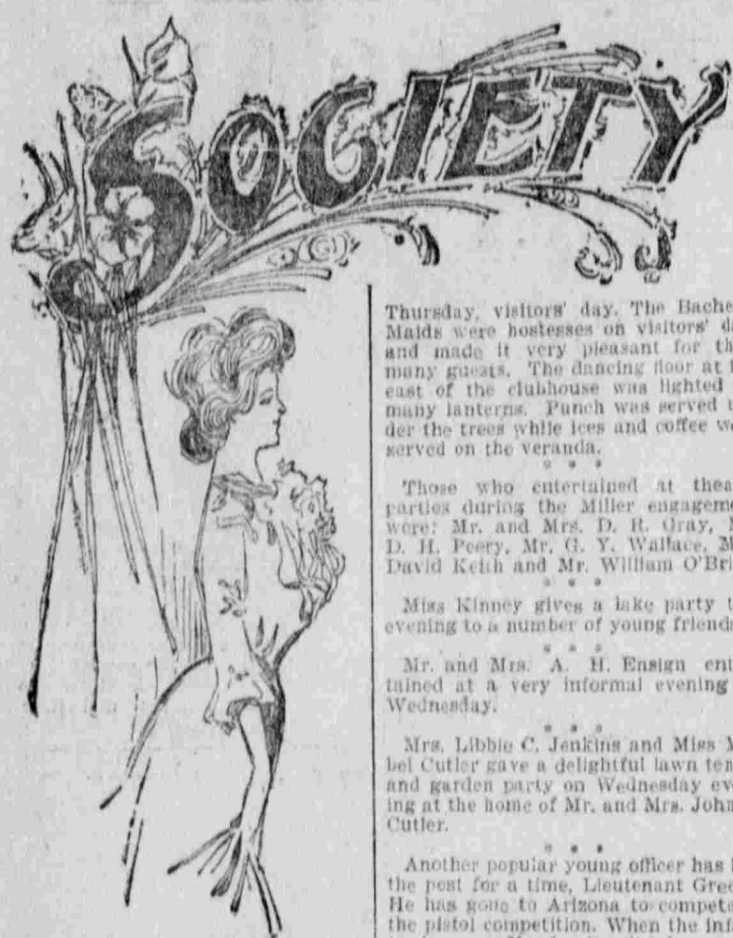 SOCIETY
Thursday, visitors' day. The Bache
Maids were hostesses on visitors' da
and made it very pleasant for th
many guests. The dancing floor at
east of the clubhouse was lighted
many lanterns. Punch was served u
der the trees while ices and coffee we
served on the veranda.
* * *
Those who entertained at thea
parties during the Miller engageme
were: Mr. and Mrs. D. R. Gray, M
D. H. Peery, Mr. G. Y. Wallace, M
David Keith and Mr. William O'Bri
* * *
Miss Kinney gives a lake party t
evening to a number of young friends
* * *
Mr. and Mrs. A. H. Ensign ent
tained at a very informal evening
Wednesday.
* * *
Mrs. Libbie C. Jenkins and Miss M
bel Cutler gave a delightful lawn ten
and garden party on Wednesday eve
ing at the home of Mr. and Mrs. John
Cutler.
* * *
Another popular young officer has
the post for a time, Lieutenant Gree
He has gone to Arizona to compete
the pistol competition. When the inf